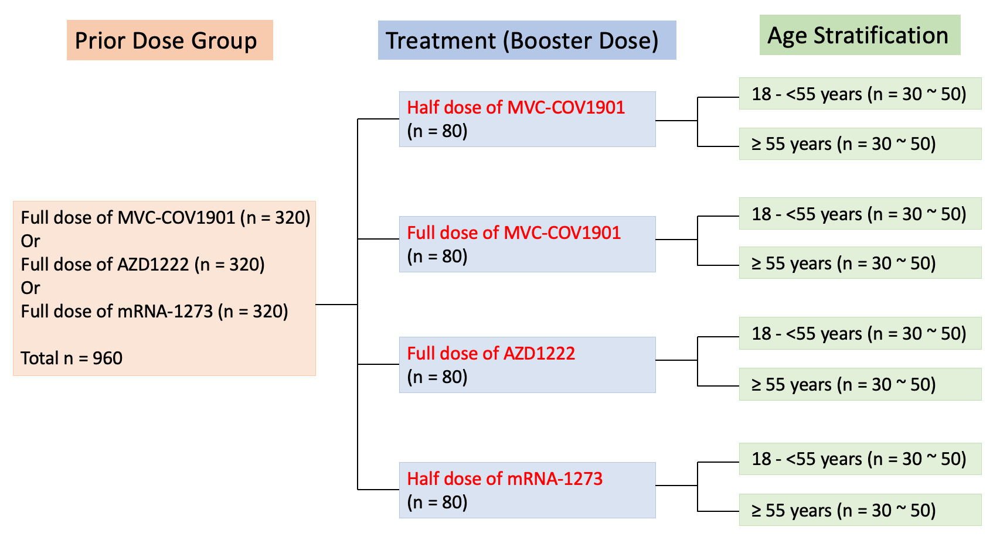 Prior Dose Group
Treatment (Booster Dose)
Age Stratification
Full dose of MVC-COV1901 (n = 320)
Or
Full dose of AZD1222 (n = 320)
Or
Full dose of mRNA-1273 (n = 320)
Total n = 960
Half dose of MVC-COV1901
(n = 80)
18 - <55 years (n = 30 ~ 50)
≥ 55 years (n = 30 ~ 50)
Full dose of MVC-COV1901
(n = 80)
18 - <55 years (n = 30 ~ 50)
≥ 55 years (n = 30 ~ 50)
Full dose of AZD1222
(n = 80)
18 - <55 years (n = 30 ~ 50)
≥ 55 years (n = 30 ~ 50)
Half dose of mRNA-1273
(n = 80)
18 - <55 years (n = 30 ~ 50)
≥ 55 years (n = 30 ~ 50)